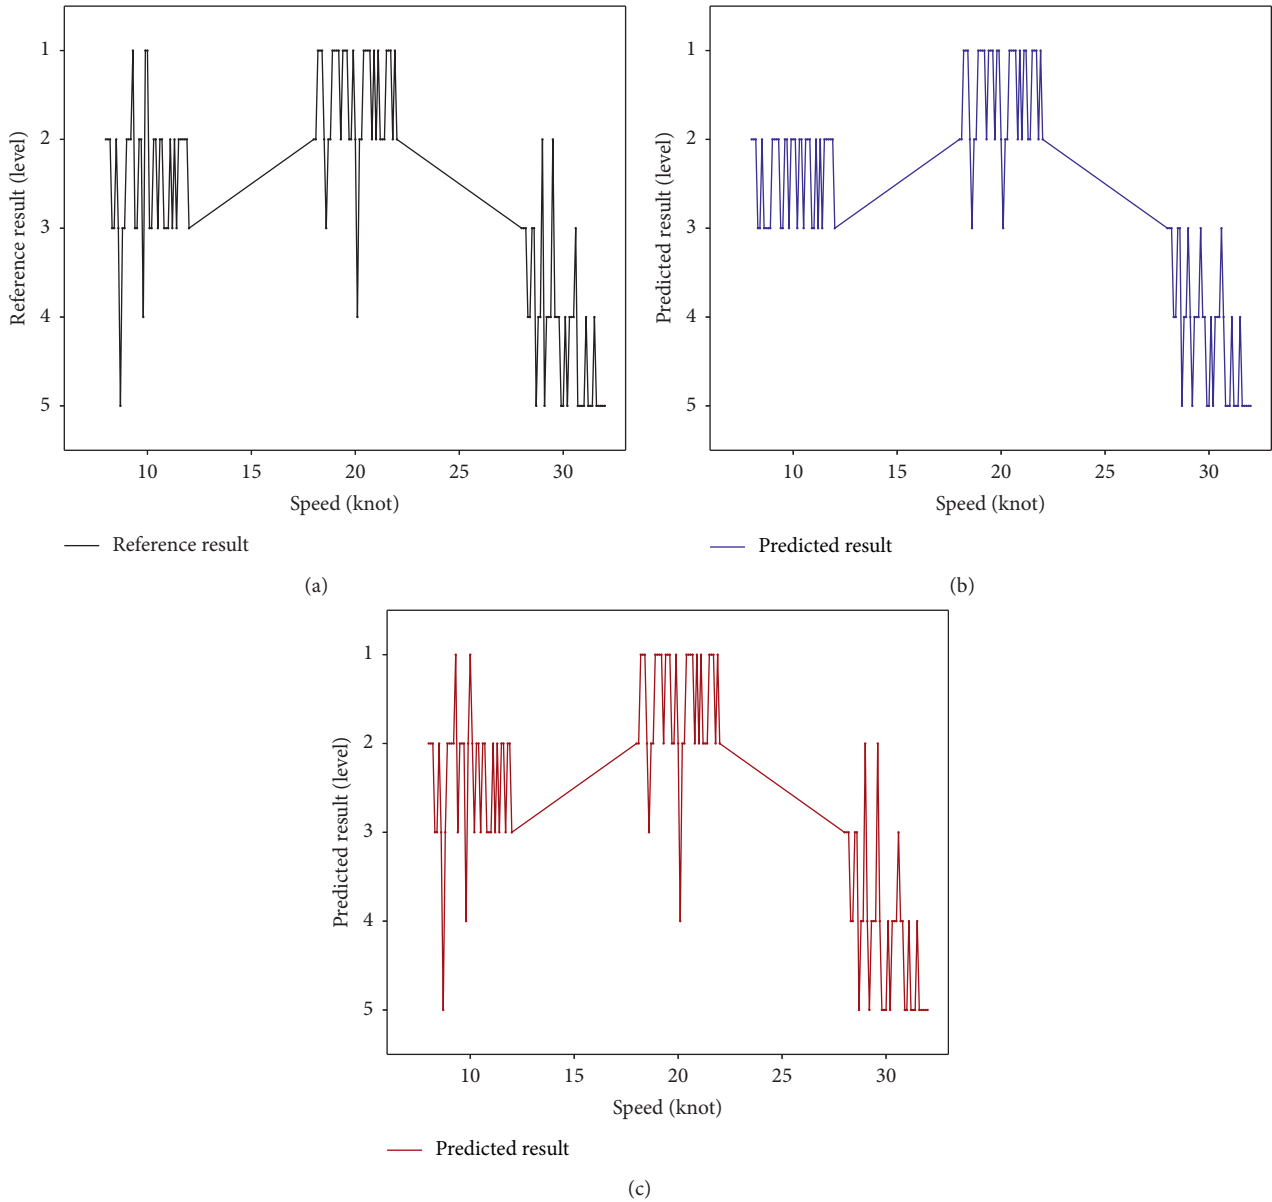 Reference result (level)
1
2
3
4
5
10 15 20 25 30
Speed (knot)
Reference result
(a)
Predicted result (level)
1
2
3
4
5
10 15 20 25 30
Speed (knot)
Predicted result
(b)
Predicted result (level)
1
2
3
4
5
10 15 20 25 30
Speed (knot)
Predicted result
(c)